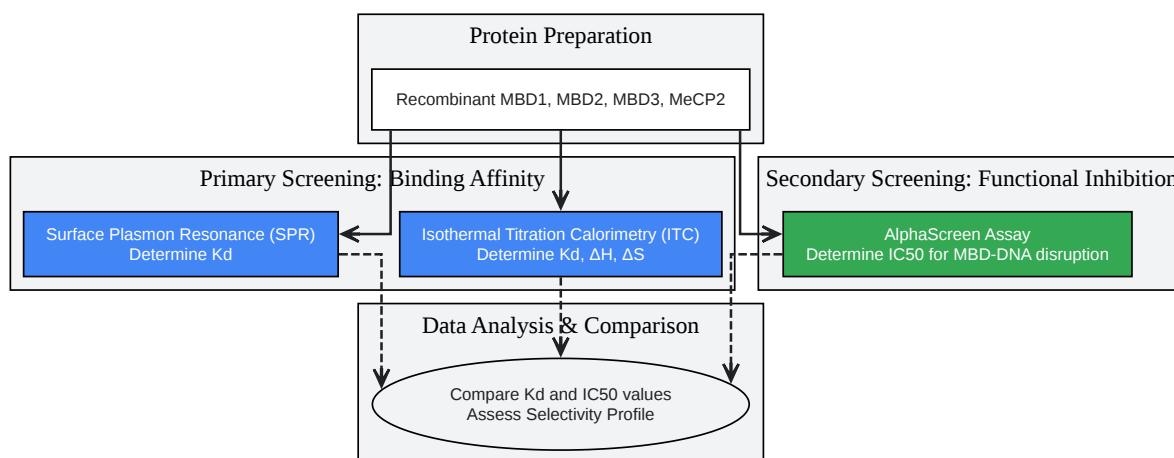 Protein Preparation
Recombinant MBD1, MBD2, MBD3, MeCP2
Primary Screening: Binding Affinity
Secondary Screening: Functional Inhibition
Surface Plasmon Resonance (SPR)
Determine Kd
Isothermal Titration Calorimetry (ITC)
Determine Kd, ΔH, ΔS
AlphaScreen Assay
Determine IC50 for MBD-DNA disruption
Data Analysis & Comparison
Compare Kd and IC50 values
Assess Selectivity Profile